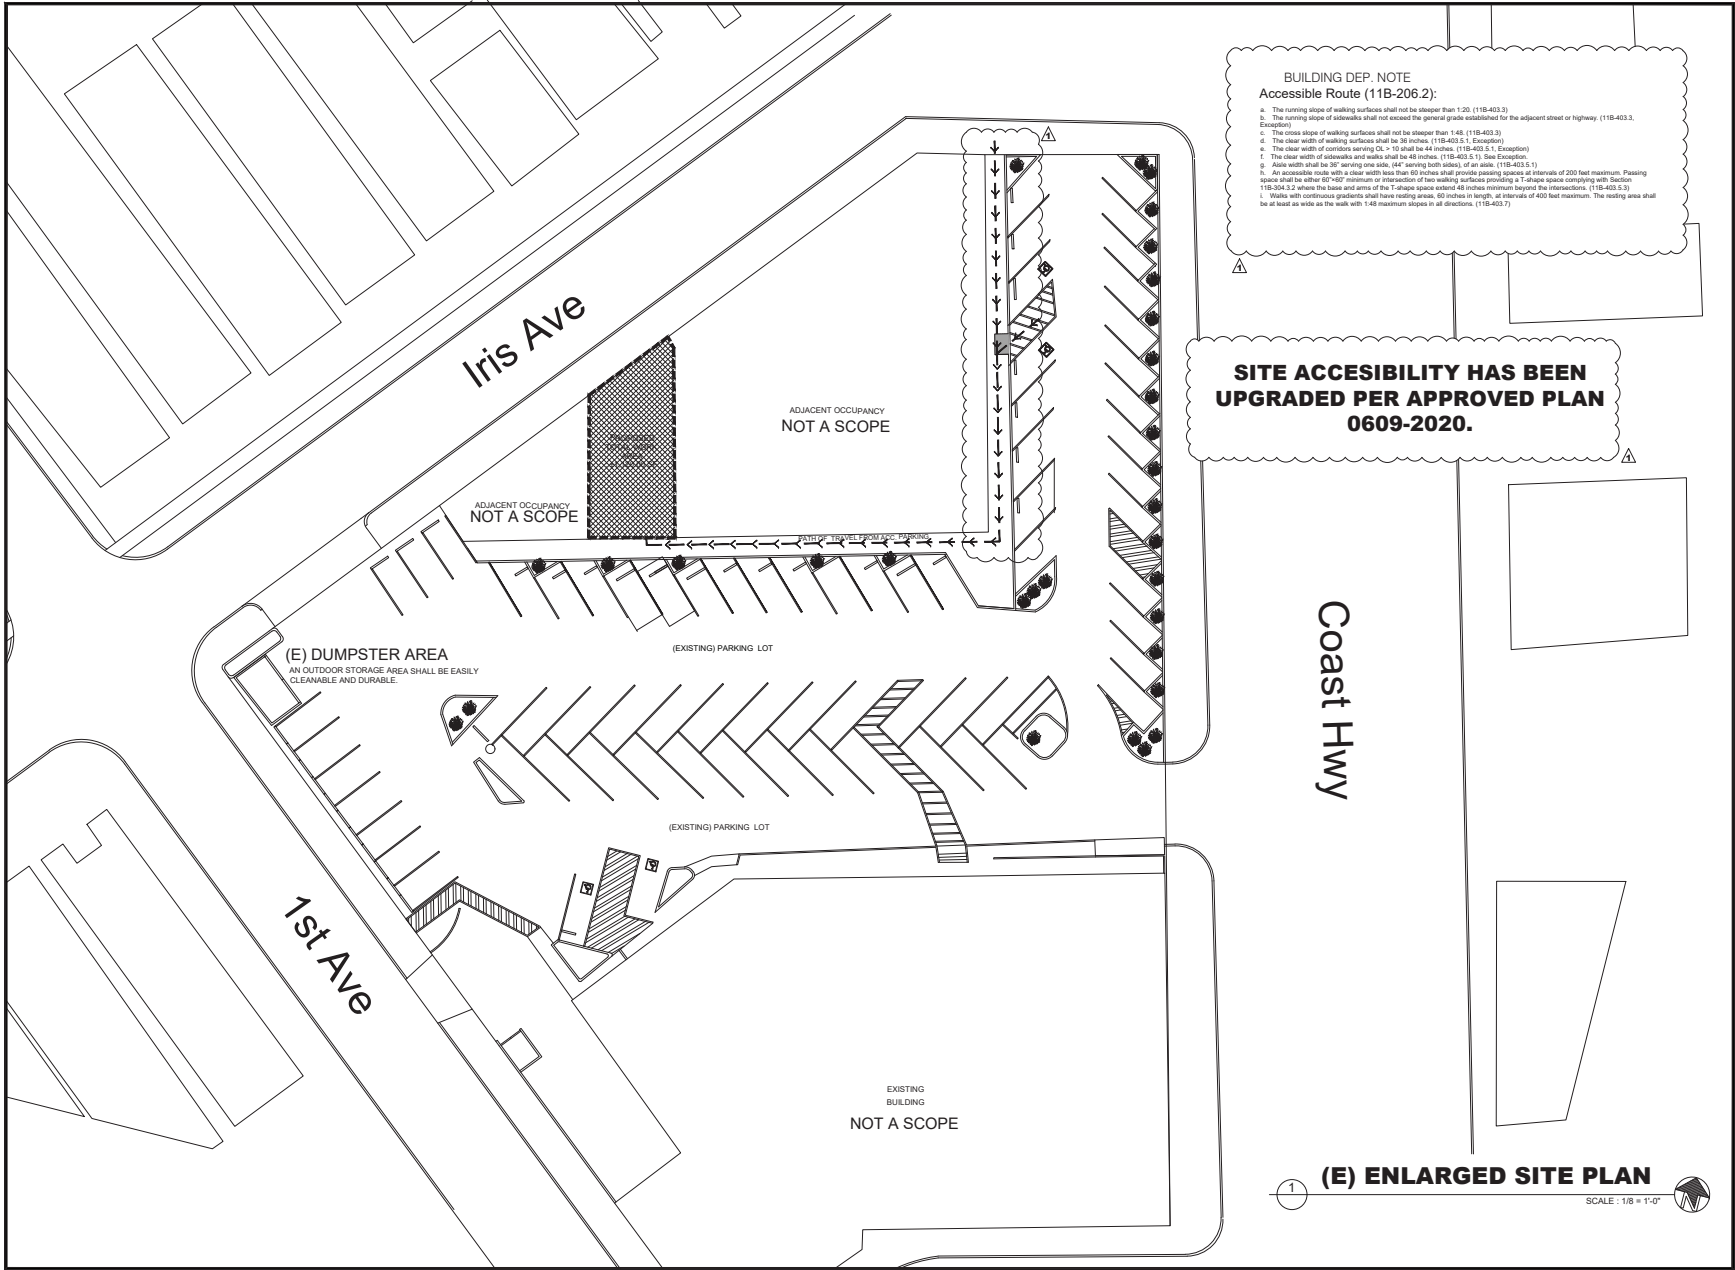 BUILDING DEP. NOTE
Accessible Route (11B-206.2):
a. The running slope of walking surfaces shall not be steeper than 1:20. (11B-403.3)
b. The running slope of sidewalks shall not exceed the general grade established for the adjacent street or highway. (11B-403.3,
Exception)
c. The cross slope of walking surfaces shall not be steeper than 1:48. (11B-403.3)
d. The clear width of walking surfaces shall be 36 inches. (11B-403.5.1, Exception)
e. The clear width of corridors serving OL > 10 shall be 44 inches. (11B-403.5.1, Exception)
f. The clear width of sidewalks and walks shall be 48 inches. (11B-403.5.1). See Exception.
g. Aisle width shall be 36" serving one side, (44" serving both sides), of an aisle. (11B-403.5.1)
h. An accessible route with a clear width less than 60 inches shall provide passing spaces at intervals of 200 feet maximum. Passing
space shall be either 60"×60" minimum or intersection of two walking surfaces providing a T-shape space complying with Section
11B-304.3.2 where the base and arms of the T-shape space extend 48 inches minimum beyond the intersections. (11B-403.5.3)
i. Walks with continuous gradients shall have resting areas, 60 inches in length, at intervals of 400 feet maximum. The resting area shall
be at least as wide as the walk with 1:48 maximum slopes in all directions. (11B-403.7)
1
1
SITE ACCESIBILITY HAS BEEN
UPGRADED PER APPROVED PLAN
0609-2020.
1
Iris Ave
ADJACENT OCCUPANCY
NOT A SCOPE
ADJACENT OCCUPANCY
NOT A SCOPE
PATH OF TRAVEL FROM ACC. PARKING
(E) DUMPSTER AREA
AN OUTDOOR STORAGE AREA SHALL BE EASILY
CLEANABLE AND DURABLE.
(EXISTING) PARKING LOT
Coast Hwy
(EXISTING) PARKING LOT
1st Ave
EXISTING
BUILDING
NOT A SCOPE
1
(E) ENLARGED SITE PLAN
SCALE : 1/8 = 1'-0"
N